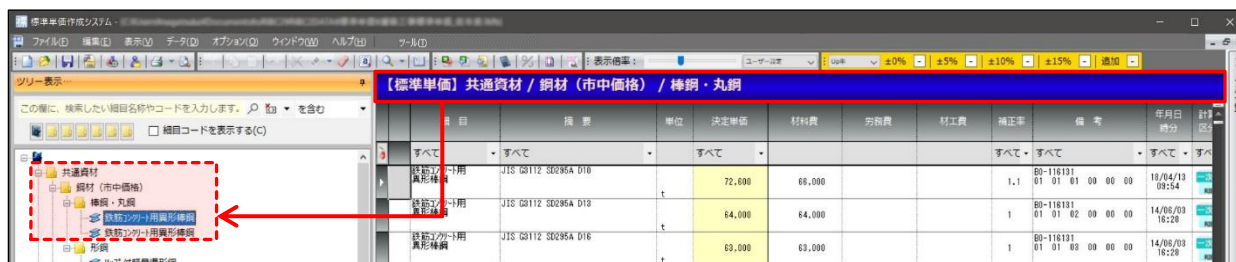 標準単価作成システム -
ファイル(F) 編集(E) 表示(V) データ(D) オプション(O) ウインドウ(W) ヘルプ(H) ツール(T)
表示倍率： ユーザー設定 Up率 ±0% ±5% ±10% ±15% 追加
ツリー表示…
【標準単価】共通資材 / 鋼材（市中価格） / 棒鋼・丸鋼
この欄に、検索したい細目名称やコードを入力します。 を含む
細目コードを表示する(C)
細 目 摘 要 単位 決定単価 材料費 労務費 材工費 補正率 備 考 年月日時分 計算区分
すべて すべて すべて すべて すべて すべて
共通資材
鋼材（市中価格）
棒鋼・丸鋼
鉄筋コンクリート用異形棒鋼
鉄筋コンクリート用異形棒鋼
形鋼
鉄筋コンクリート用異形棒鋼 JIS G3112 SD295A D10 t 72,600 66,000 1.1 B0-116131 01 01 01 00 00 00 18/04/13 09:54
鉄筋コンクリート用異形棒鋼 JIS G3112 SD295A D13 t 64,000 64,000 1 B0-116131 01 01 02 00 00 00 14/06/03 16:28
鉄筋コンクリート用異形棒鋼 JIS G3112 SD295A D16 t 63,000 63,000 1 B0-116131 01 01 03 00 00 00 14/06/03 16:28